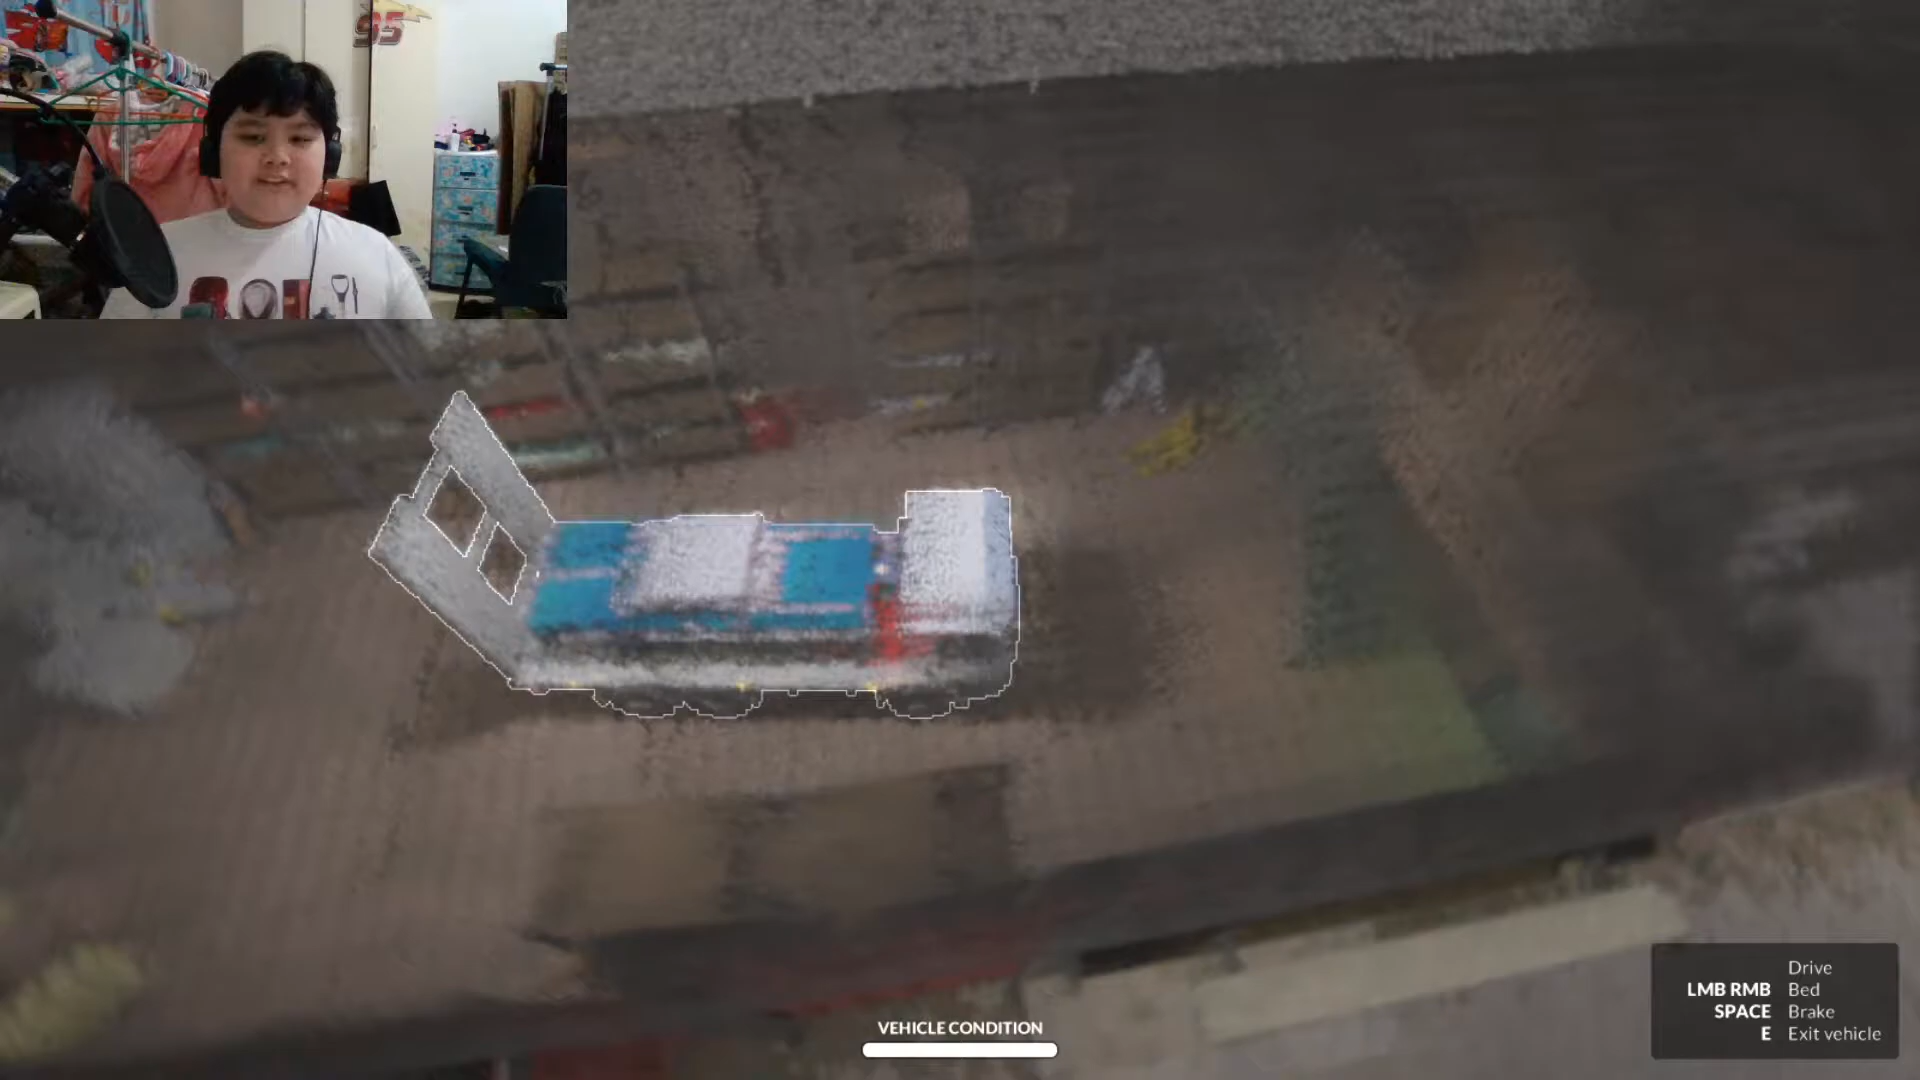 95
VEHICLE CONDITION
Drive
LMB RMB Bed
SPACE Brake
E Exit vehicle